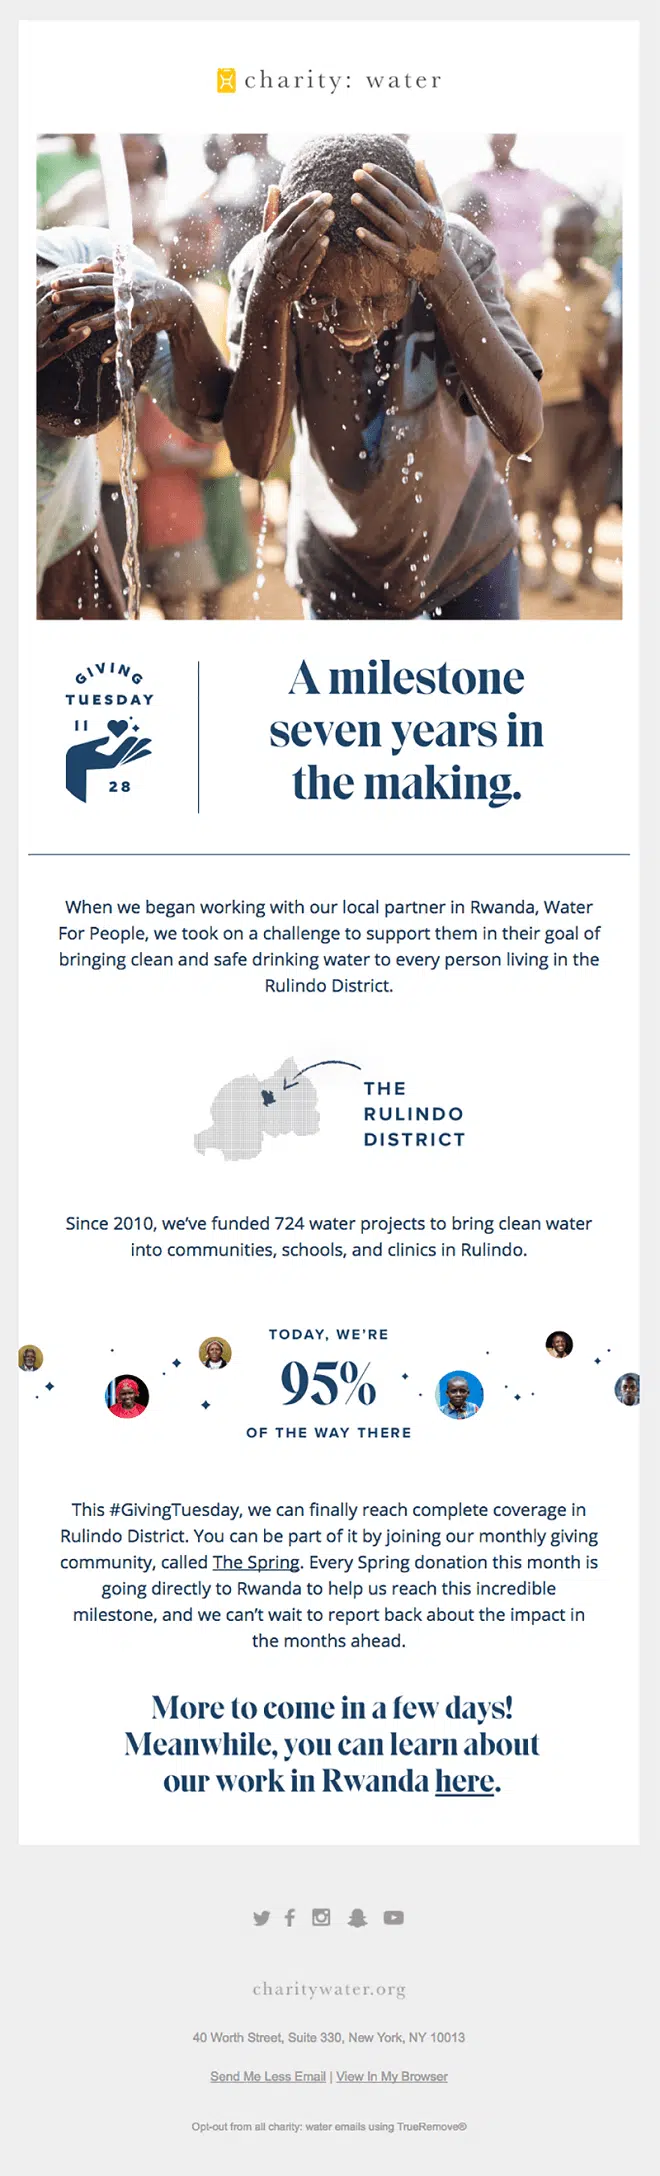 charity: water
GIVING
TUESDAY
11
28
A milestone
seven years in
the making.
When we began working with our local partner in Rwanda, Water
For People, we took on a challenge to support them in their goal of
bringing clean and safe drinking water to every person living in the
Rulindo District.
THE
RULINDO
DISTRICT
Since 2010, we’ve funded 724 water projects to bring clean water
into communities, schools, and clinics in Rulindo.
TODAY, WE’RE
95%
OF THE WAY THERE
This #GivingTuesday, we can finally reach complete coverage in
Rulindo District. You can be part of it by joining our monthly giving
community, called The Spring. Every Spring donation this month is
going directly to Rwanda to help us reach this incredible
milestone, and we can’t wait to report back about the impact in
the months ahead.
More to come in a few days!
Meanwhile, you can learn about
our work in Rwanda here.
charitywater.org
40 Worth Street, Suite 330, New York, NY 10013
Send Me Less Email | View In My Browser
Opt-out from all charity: water emails using TrueRemove®